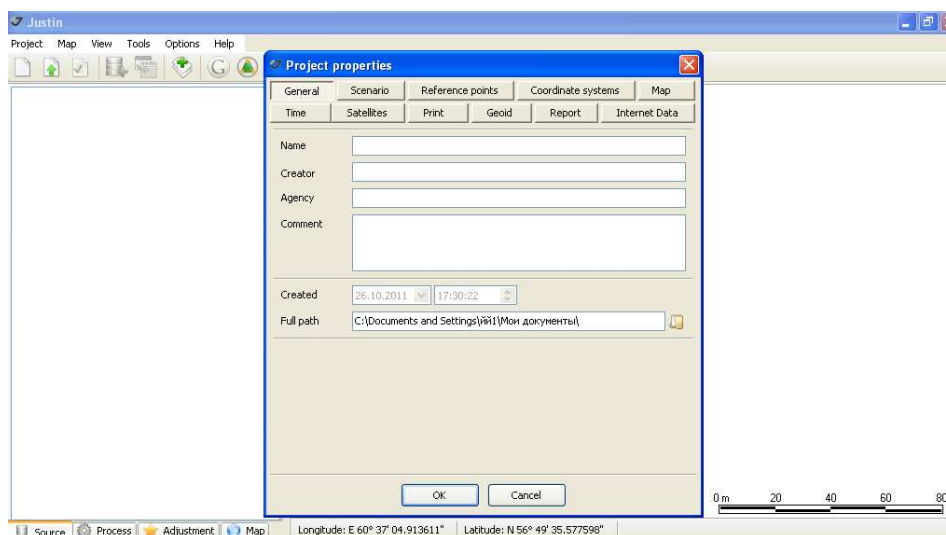 Justin
Project Map View Tools Options Help
Project properties
General Scenario Reference points Coordinate systems Map
Time Satellites Print Geoid Report Internet Data
Name
Creator
Agency
Comment
Created 26.10.2011 17:30:22
Full path C:\Documents and Settings\йй1\Мои документы\
OK Cancel
0 m 20 40 60 80
Source Process Adjustment Map Longitude: E 60° 37' 04.913611" Latitude: N 56° 49' 35.577598"